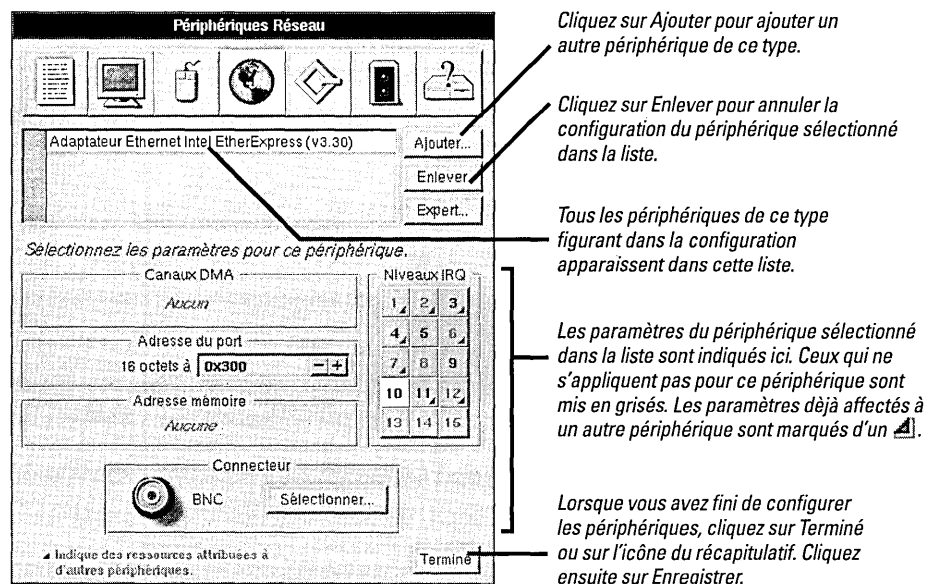 Périphériques Réseau
Adaptateur Ethernet Intel EtherExpress (v3.30)
Ajouter...
Enlever
Expert...
Sélectionnez les paramètres pour ce périphérique.
Canaux DMA
Aucun
Adresse du port
16 octets à 0x300 - +
Adresse mémoire
Aucune
Niveaux IRQ
1 2 3
4 5 6
7 8 9
10 11 12
13 14 15
Connecteur
BNC
Sélectionner...
Indique des ressources attribuées à
d'autres périphériques.
Terminé
Cliquez sur Ajouter pour ajouter un
autre périphérique de ce type.
Cliquez sur Enlever pour annuler la
configuration du périphérique sélectionné
dans la liste.
Tous les périphériques de ce type
figurant dans la configuration
apparaissent dans cette liste.
Les paramètres du périphérique sélectionné
dans la liste sont indiqués ici. Ceux qui ne
s'appliquent pas pour ce périphérique sont
mis en grisés. Les paramètres dèjà affectés à
un autre périphérique sont marqués d'un .
Lorsque vous avez fini de configurer
les périphériques, cliquez sur Terminé
ou sur l'icône du récapitulatif. Cliquez
ensuite sur Enregistrer.